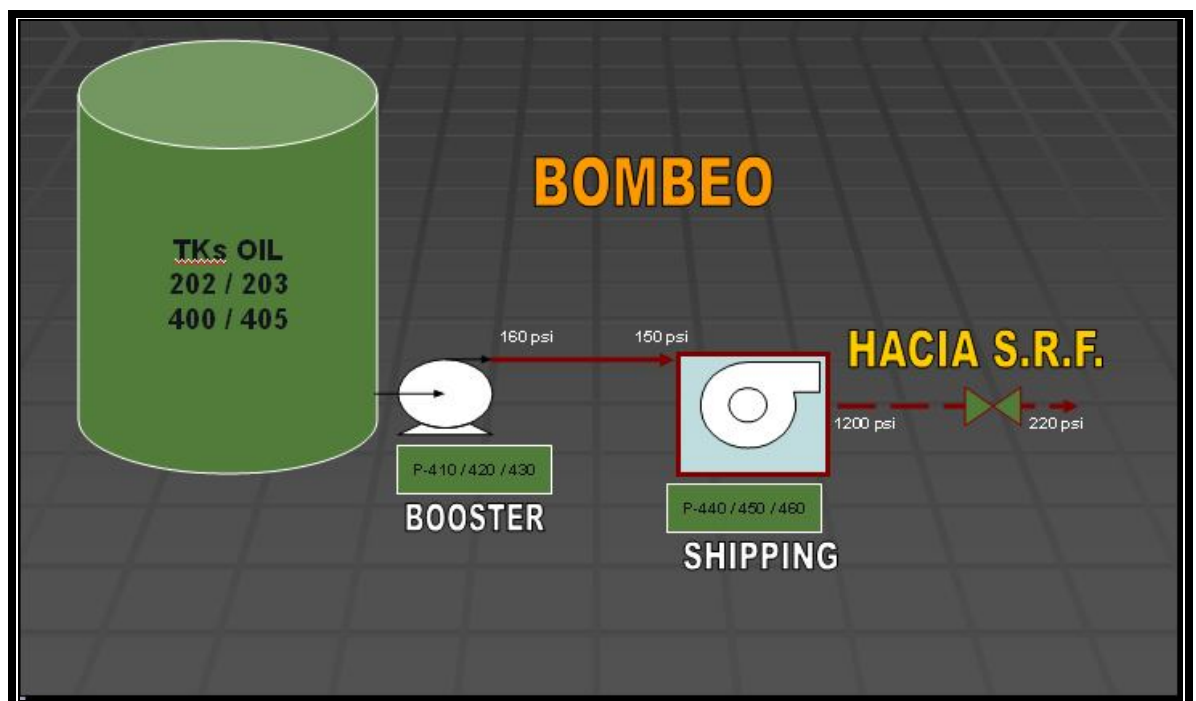 BOMBEO
TKs OIL
202 / 203
400 / 405
160 psi
150 psi
HACIA S.R.F.
1200 psi
220 psi
P-410 / 420 / 430
BOOSTER
P-440 / 450 / 460
SHIPPING